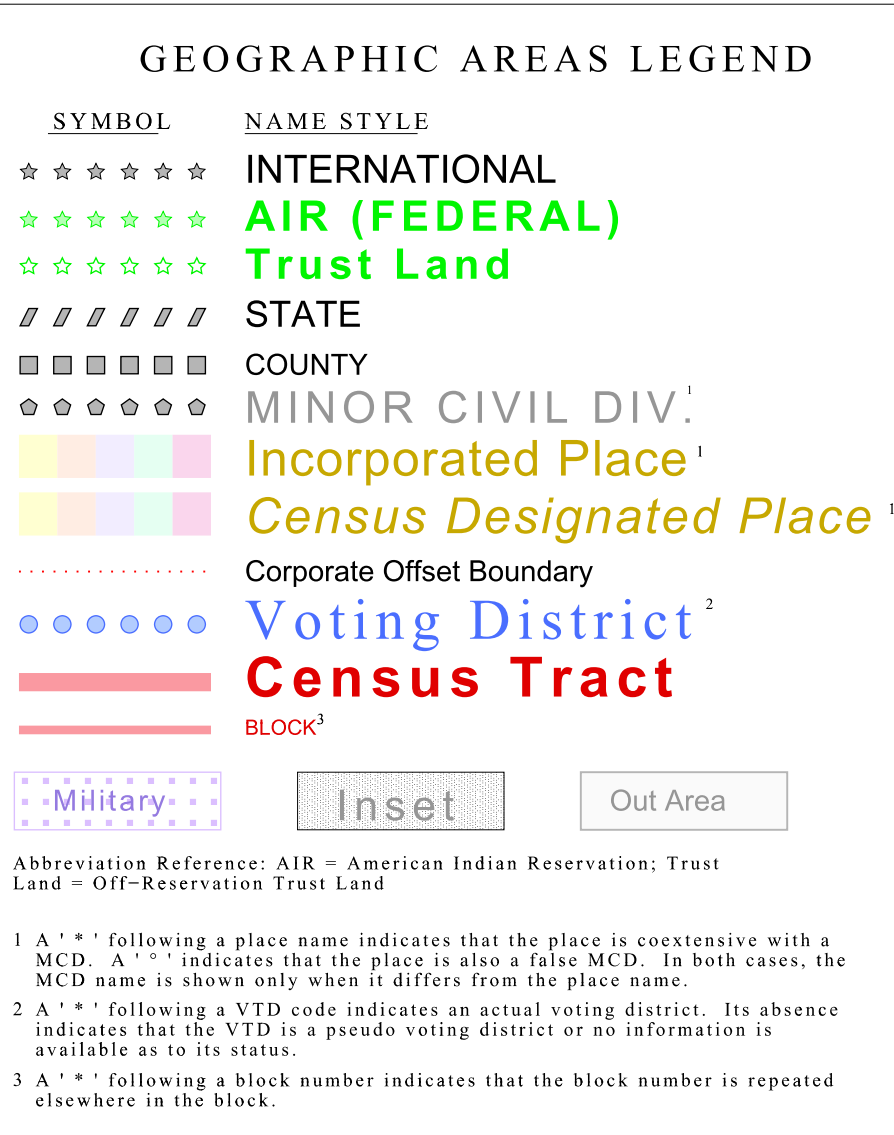 GEOGRAPHIC AREAS LEGEND
SYMBOL NAME STYLE
INTERNATIONAL
AIR (FEDERAL)
Trust Land
STATE
COUNTY
MINOR CIVIL DIV.1
Incorporated Place 1
Census Designated Place 1
Corporate Offset Boundary
Voting District 2
Census Tract
BLOCK3
Military Inset Out Area
Abbreviation Reference: AIR = American Indian Reservation; Trust
Land = Off−Reservation Trust Land
1 A ' * ' following a place name indicates that the place is coextensive with a
MCD. A ' ° ' indicates that the place is also a false MCD. In both cases, the
MCD name is shown only when it differs from the place name.
2 A ' * ' following a VTD code indicates an actual voting district. Its absence
indicates that the VTD is a pseudo voting district or no information is
available as to its status.
3 A ' * ' following a block number indicates that the block number is repeated
elsewhere in the block.